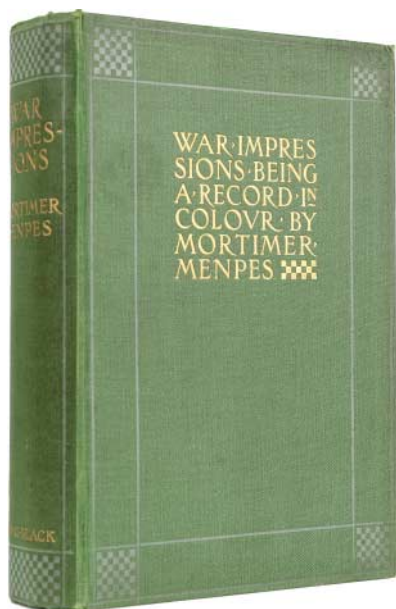 WAR·IMPRES
SIONS·BEING
A·RECORD·IN
COLOVR·BY
MORTIMER·
MENPES
WAR
IMPRES-
SIONS
MORTIMER
MENPES
BLACK